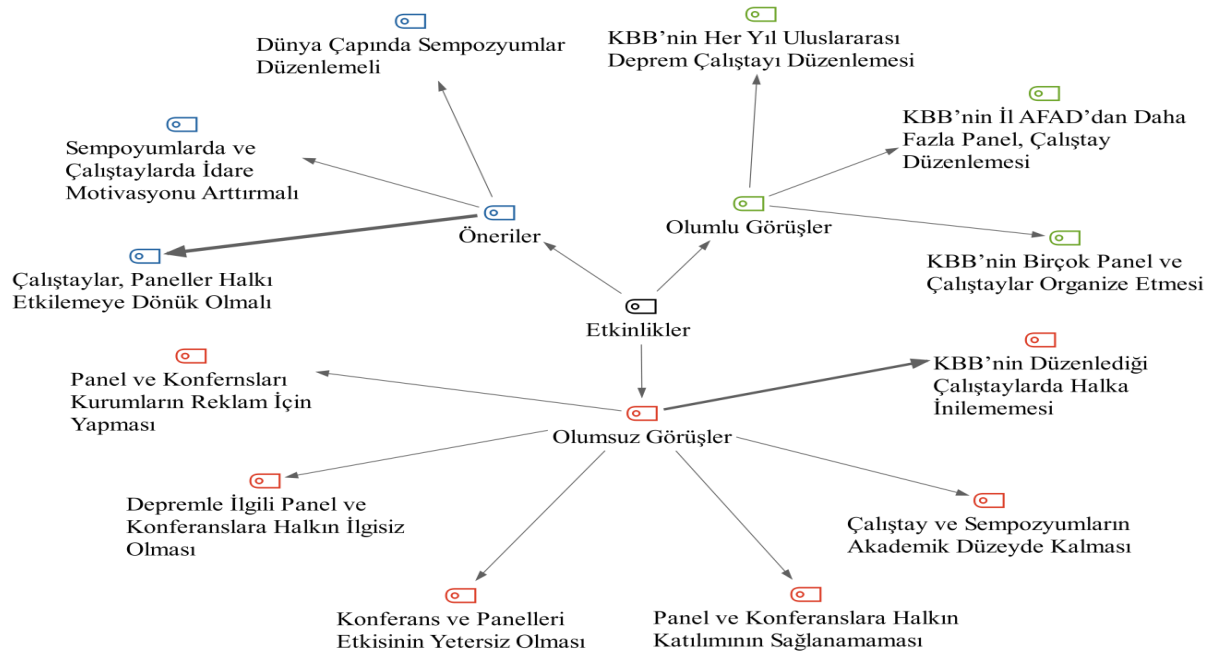 Dünya Çapında Sempozyumlar
Düzenlemeli
KBB’nin Her Yıl Uluslararası
Deprem Çalıştayı Düzenlemesi
KBB’nin İl AFAD’dan Daha
Fazla Panel, Çalıştay
Düzenlemesi
Sempoyumlarda ve
Çalıştaylarda İdare
Motivasyonu Arttırmalı
Öneriler
Olumlu Görüşler
Çalıştaylar, Paneller Halkı
Etkilemeye Dönük Olmalı
KBB’nin Birçok Panel ve
Çalıştaylar Organize Etmesi
Etkinlikler
Panel ve Konfernsları
Kurumların Reklam İçin
Yapması
KBB’nin Düzenlediği
Çalıştaylarda Halka
İnilememesi
Olumsuz Görüşler
Depremle İlgili Panel ve
Konferanslara Halkın İlgisiz
Olması
Çalıştay ve Sempozyumların
Akademik Düzeyde Kalması
Konferans ve Panelleri
Etkisinin Yetersiz Olması
Panel ve Konferanslara Halkın
Katılımının Sağlanamaması